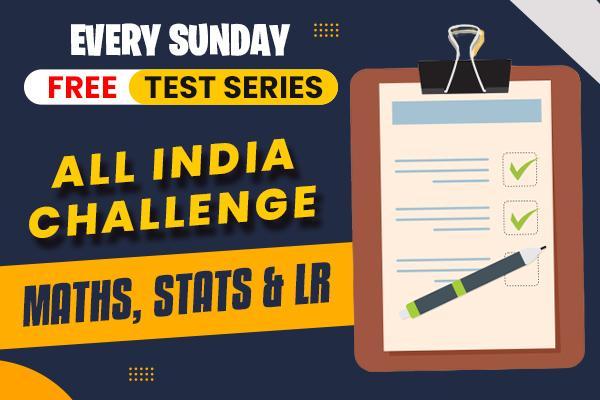 EVERY SUNDAY
FREE TEST SERIES
ALL INDIA
CHALLENGE
MATHS, STATS & LR